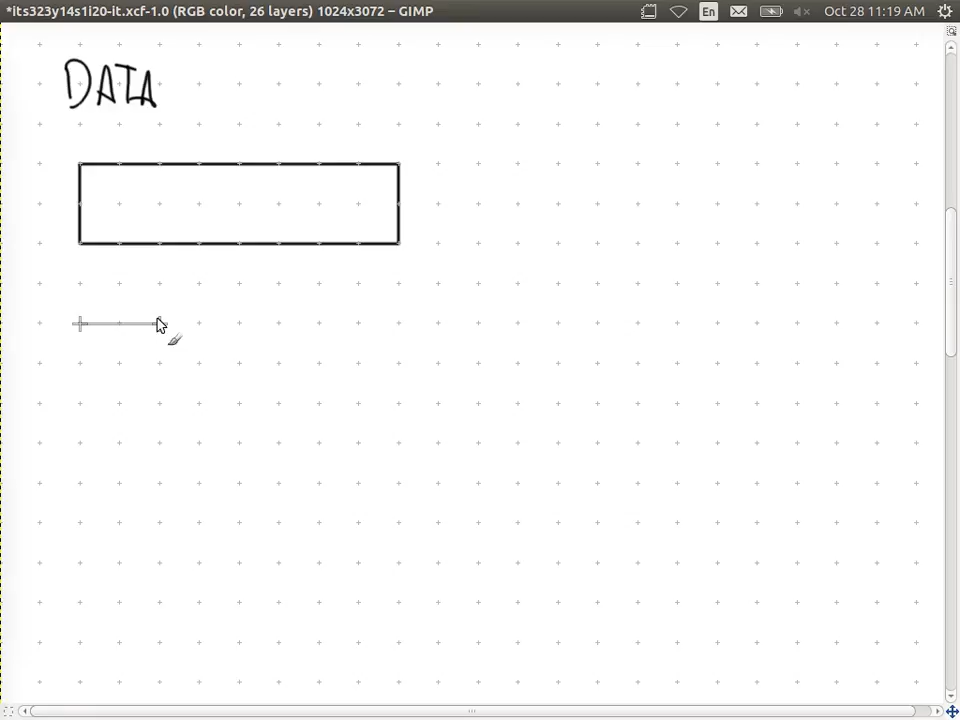 *its323y14s1i20-it.xcf-1.0 (RGB color, 26 layers) 1024x3072 – GIMP
En
Oct 28 11:19 AM
DATA